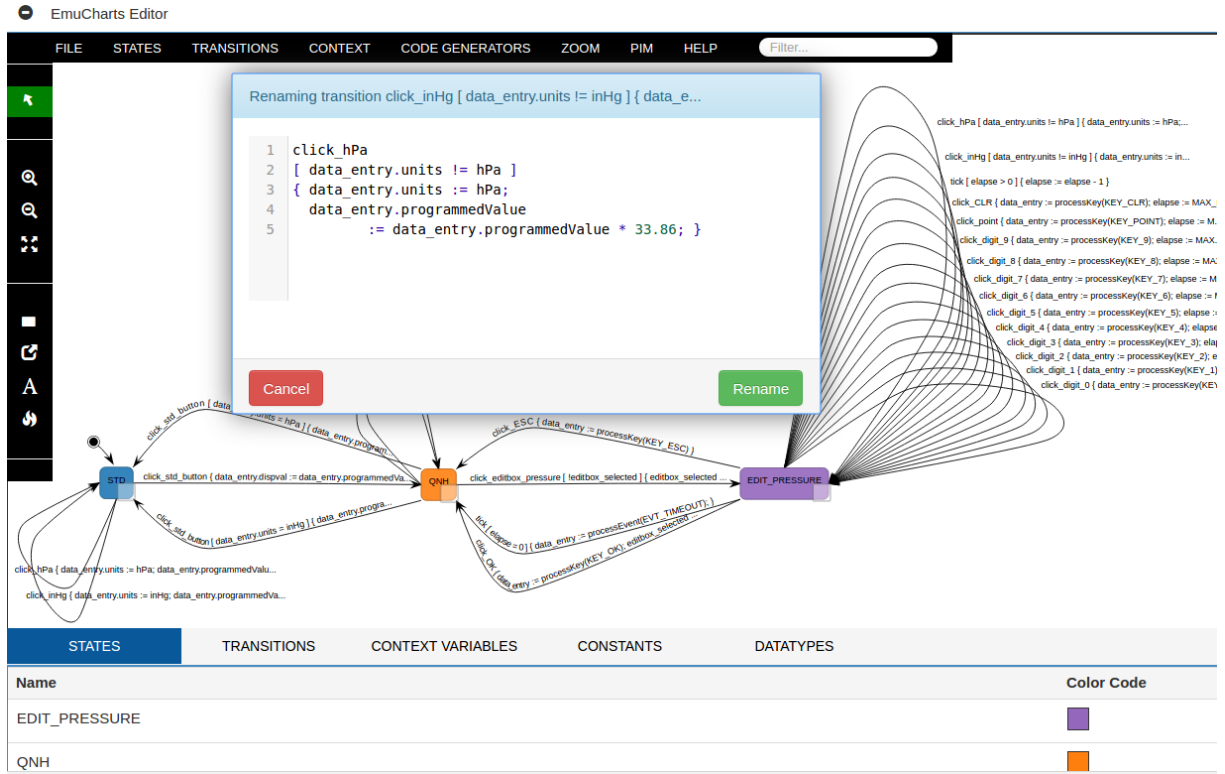 EmuCharts Editor
FILE STATES TRANSITIONS CONTEXT CODE GENERATORS ZOOM PIM HELP Filter...
Renaming transition click_inHg [ data_entry.units != inHg ] { data_e...
1 click_hPa
2 [ data_entry.units != hPa ]
3 { data_entry.units := hPa;
4 data_entry.programmedValue
5 := data_entry.programmedValue * 33.86; }
Cancel Rename
click_hPa [ data_entry.units != hPa ] { data_entry.units := hPa;...
click_inHg [ data_entry.units != inHg ] { data_entry.units := in...
tick [ elapse > 0 ] { elapse := elapse - 1 }
click_CLR { data_entry := processKey(KEY_CLR); elapse := MAX_
click_point { data_entry := processKey(KEY_POINT); elapse := M.
click_digit_9 { data_entry := processKey(KEY_9); elapse := MAX.
click_digit_8 { data_entry := processKey(KEY_8); elapse := MA
click_digit_7 { data_entry := processKey(KEY_7); elapse := M
click_digit_6 { data_entry := processKey(KEY_6); elapse :=
click_digit_5 { data_entry := processKey(KEY_5); elapse :=
click_digit_4 { data_entry := processKey(KEY_4); elapse
click_digit_3 { data_entry := processKey(KEY_3); ela
click_digit_2 { data_entry := processKey(KEY_2); e
click_digit_1 { data_entry := processKey(KEY_1)
click_digit_0 { data_entry := processKey(KEY
click_std_button [ data_entry.units = hPa ] { data_entry.program...
click_ESC { data_entry := processKey(KEY_ESC) }
STD
click_std_button { data_entry.dispval := data_entry.programmedVa...
QNH
click_editbox_pressure [ !editbox_selected ] { editbox_selected ...
EDIT_PRESSURE
click_std_button [ data_entry.units = inHg ] { data_entry.progra...
tick [ elapse = 0 ] { data_entry := processEvent(EVT_TIMEOUT); }
click_OK { data_entry := processKey(KEY_OK); editbox_selected ...
click_hPa { data_entry.units := hPa; data_entry.programmedValu...
click_inHg { data_entry.units := inHg; data_entry.programmedVa...
A
STATES TRANSITIONS CONTEXT VARIABLES CONSTANTS DATATYPES
Name Color Code
EDIT_PRESSURE
QNH